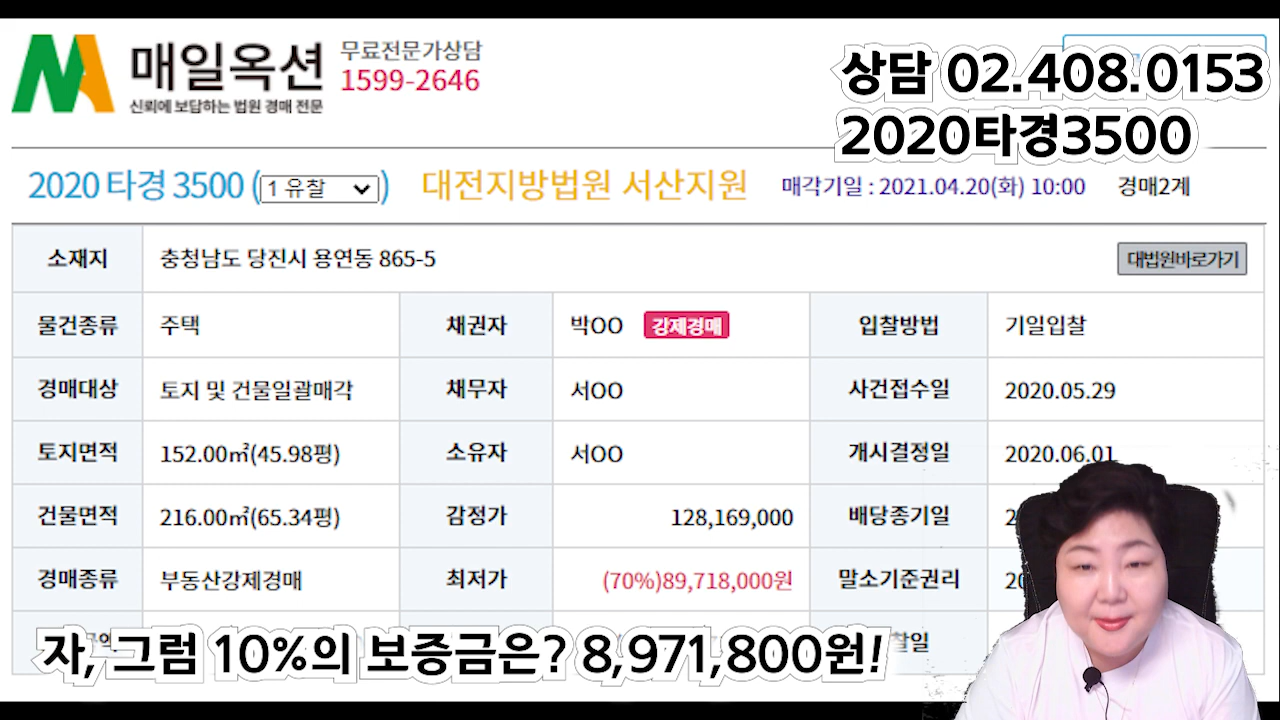 매일옥션
신뢰에 보답하는 법원 경매 전문
무료전문가상담
1599-2646
상담 02.408.0153
2020타경3500
2020 타경 3500 (1 유찰) 대전지방법원 서산지원 매각기일 : 2021.04.20(화) 10:00 경매2계
소재지 충청남도 당진시 용연동 865-5 대법원바로가기
물건종류 주택 채권자 박OO 강제경매 입찰방법 기일입찰
경매대상 토지 및 건물일괄매각 채무자 서OO 사건접수일 2020.05.29
토지면적 152.00㎡(45.98평) 소유자 서OO 개시결정일 2020.06.01
건물면적 216.00㎡(65.34평) 감정가 128,169,000 배당종기일
경매종류 부동산강제경매 최저가 (70%)89,718,000원 말소기준권리
자, 그럼 10%의 보증금은? 8,971,800원!